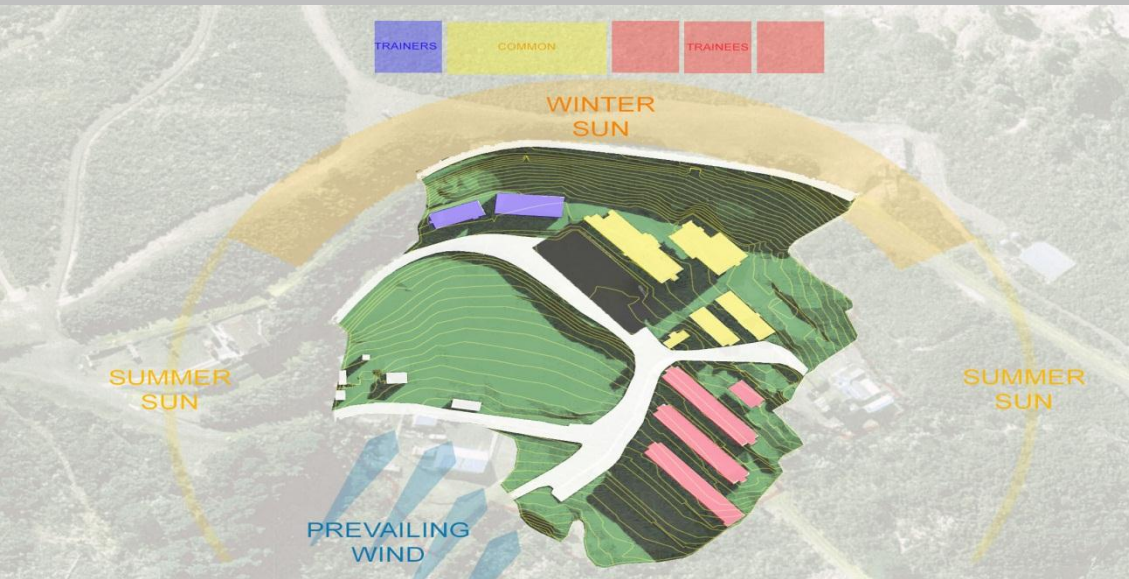 TRAINERS
COMMON
TRAINEES
WINTER
SUN
SUMMER
SUN
SUMMER
SUN
PREVAILING
WIND